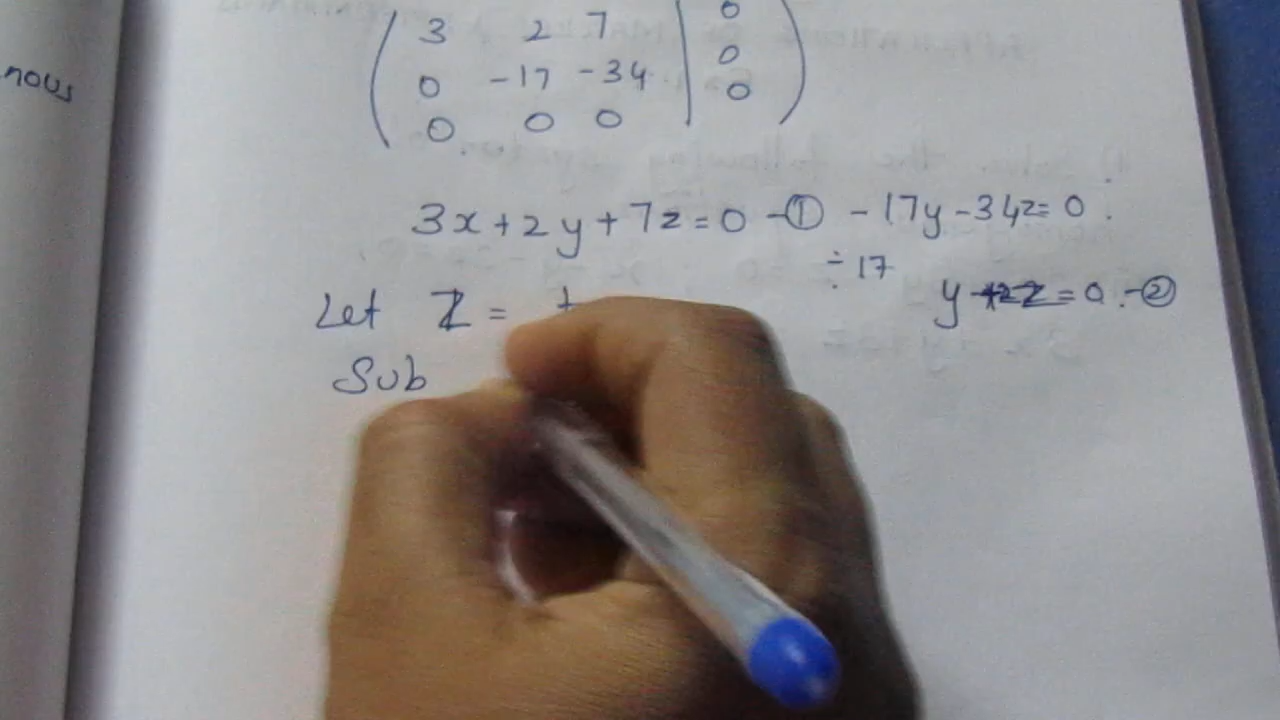 nous
3 2 7 | 0
0 -17 -34 | 0
0 0 0 | 0
3x+2y+7z=0 -① -17y-34z=0.
÷17
y+2z=0.-②
Let Z = t
Sub